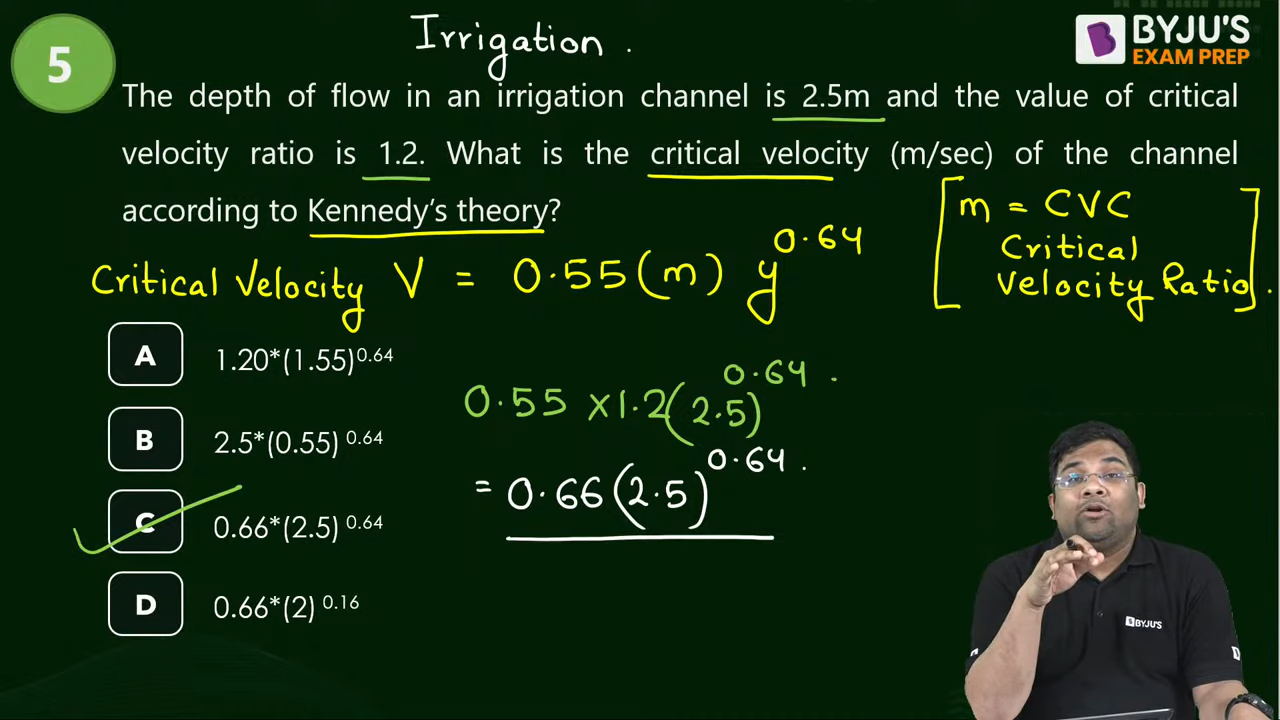 5
Irrigation .
BYJU'S
EXAM PREP
The depth of flow in an irrigation channel is 2.5m and the value of critical
velocity ratio is 1.2. What is the critical velocity (m/sec) of the channel
according to Kennedy's theory?
m = CVC
Critical
Velocity Ratio.
Critical Velocity V = 0.55 (m) y^0.64
A 1.20*(1.55)^0.64
B 2.5*(0.55)^0.64
C 0.66*(2.5)^0.64
D 0.66*(2)^0.16
0.55 ×1.2(2.5)^0.64 .
= 0.66(2.5)^0.64 .
BYJU'S